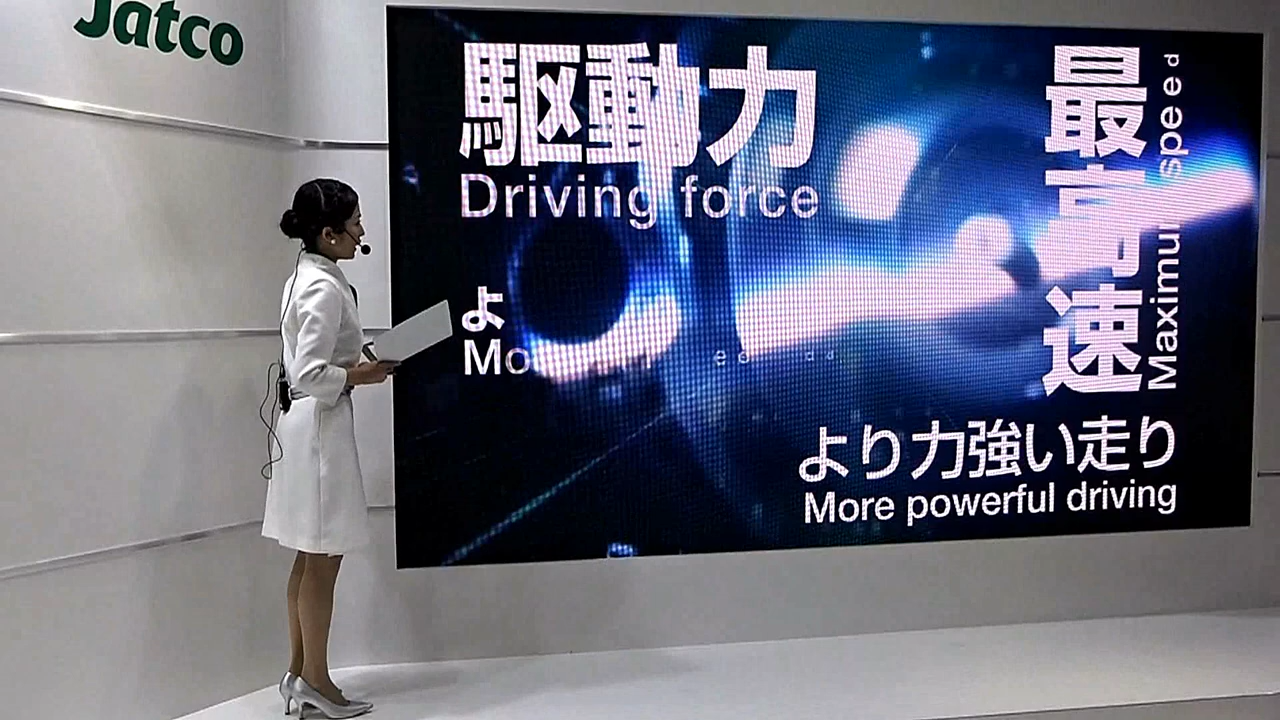 Jatco
駆動力
Driving force
よ
最高速
Maximum speed
より力強い走り
More powerful driving